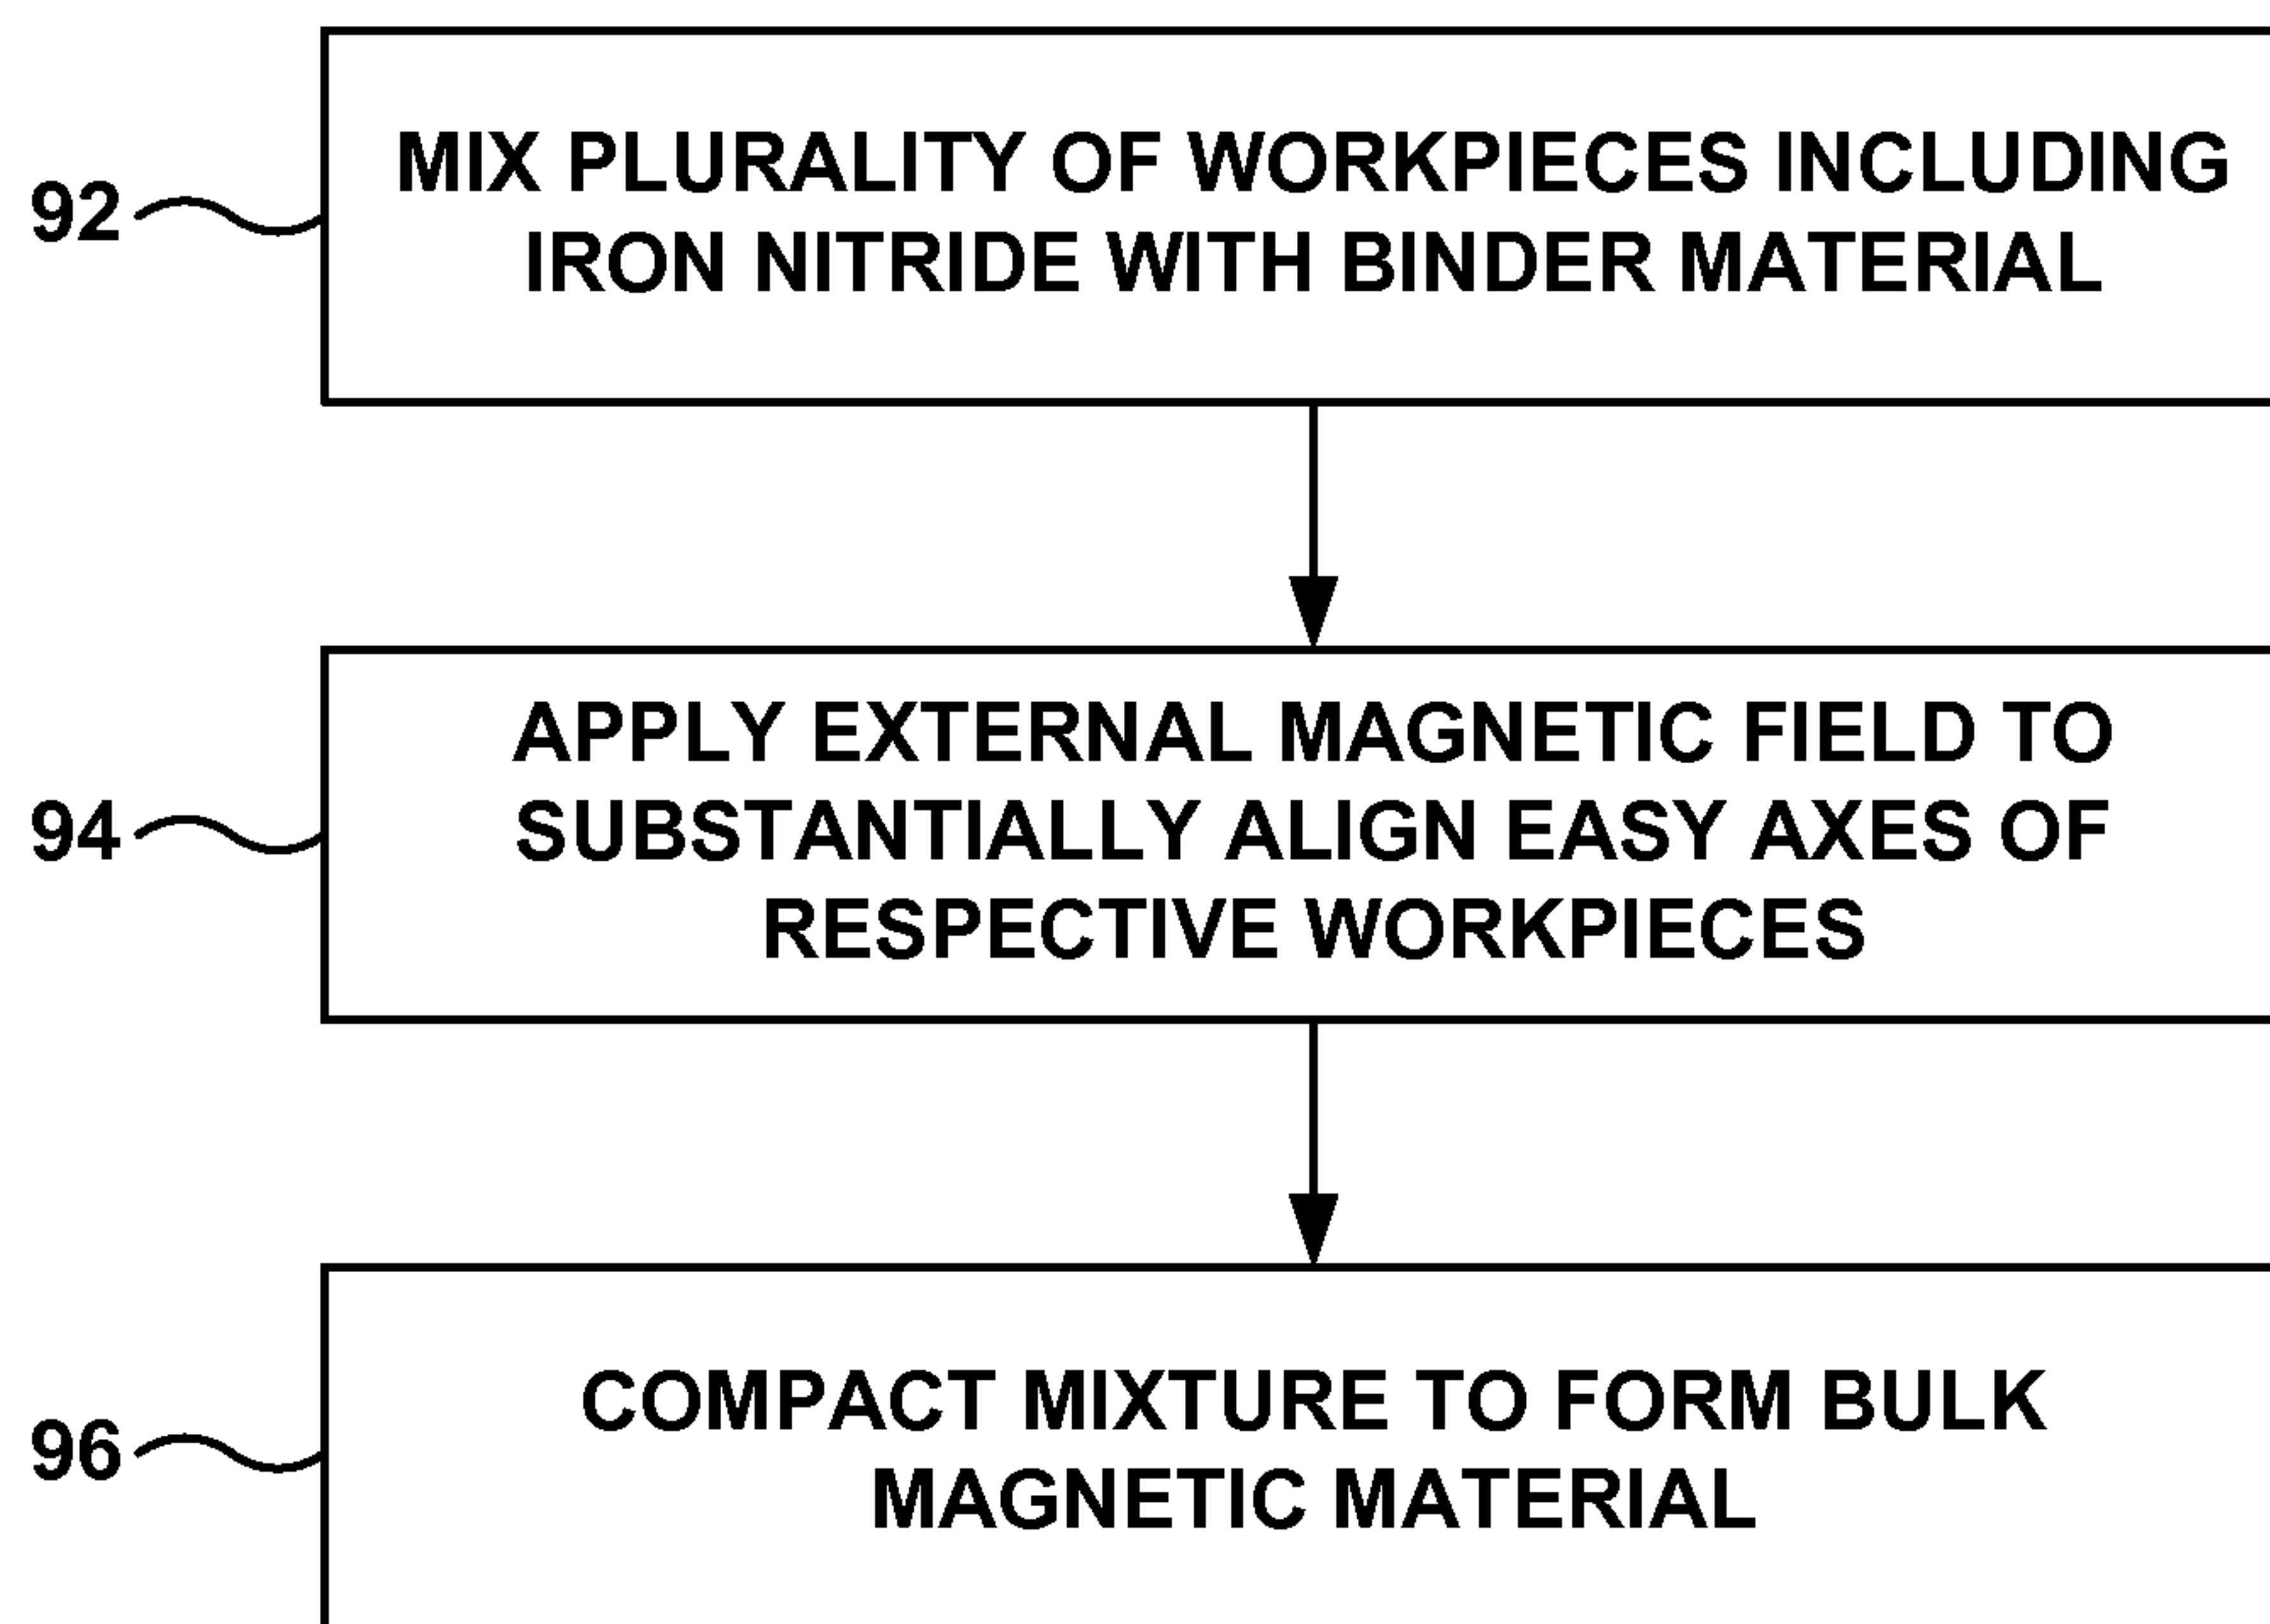 MIX PLURALITY OF WORKPIECES INCLUDING
92
IRON NITRIDE WITH BINDER MATERIAL
APPLY EXTERNAL MAGNETIC FIELD TO
94
SUBSTANTIALLY ALIGN EASY AXES OF
RESPECTIVE WORKPIECES
COMPACT MIXTURE TO FORM BULK
96
MAGNETIC MATERIAL